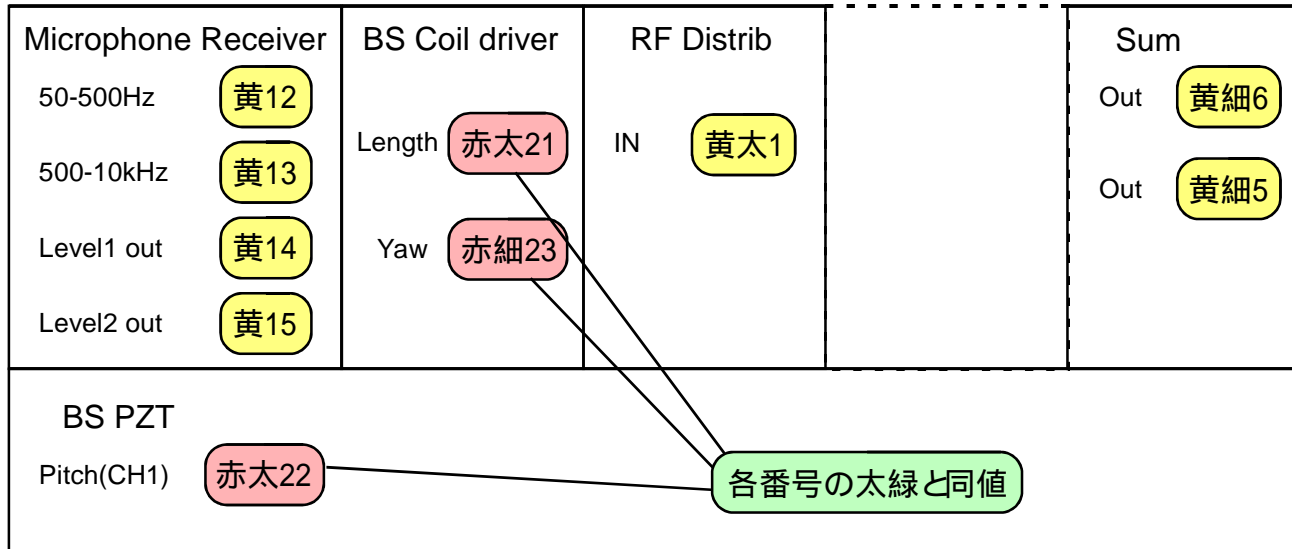 Microphone Receiver
50-500Hz 黄12
500-10kHz 黄13
Level1 out 黄14
Level2 out 黄15
BS Coil driver
Length 赤太21
Yaw 赤細23
RF Distrib
IN 黄太1
Sum
Out 黄細6
Out 黄細5
BS PZT
Pitch(CH1) 赤太22
各番号の太緑と同値